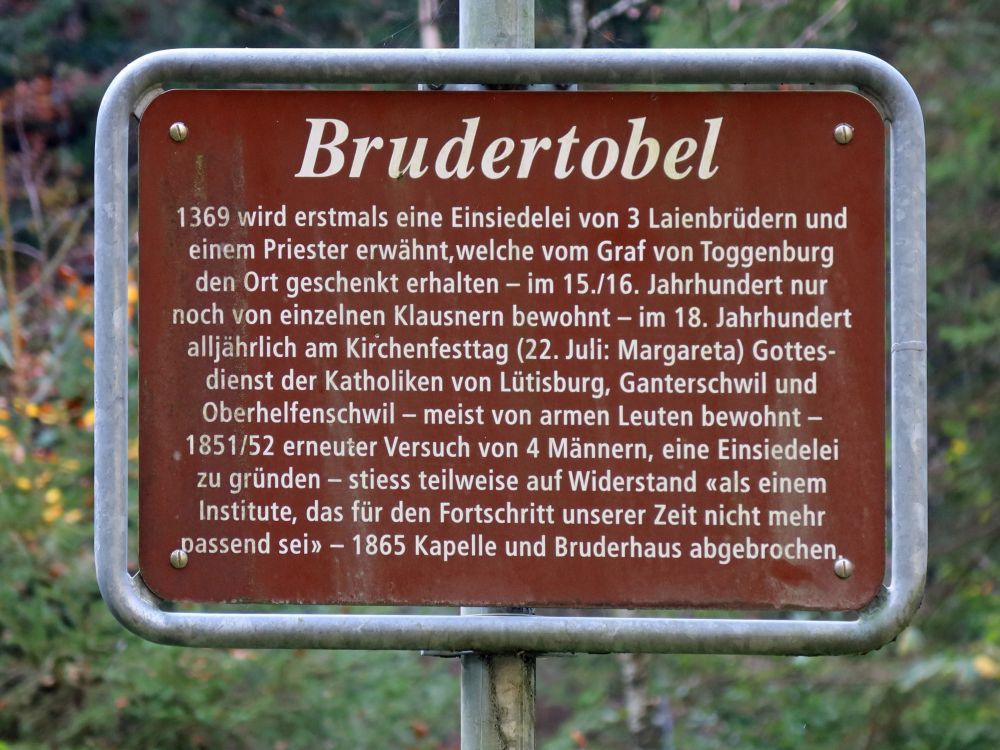 Brudertobel
1369 wird erstmals eine Einsiedelei von 3 Laienbrüdern und
einem Priester erwähnt,welche vom Graf von Toggenburg
den Ort geschenkt erhalten – im 15./16. Jahrhundert nur
noch von einzelnen Klausnern bewohnt – im 18. Jahrhundert
alljährlich am Kirchenfesttag (22. Juli: Margareta) Gottes-
dienst der Katholiken von Lütisburg, Ganterschwil und
Oberhelfenschwil – meist von armen Leuten bewohnt –
1851/52 erneuter Versuch von 4 Männern, eine Einsiedelei
zu gründen – stiess teilweise auf Widerstand «als einem
Institute, das für den Fortschritt unserer Zeit nicht mehr
passend sei» – 1865 Kapelle und Bruderhaus abgebrochen.